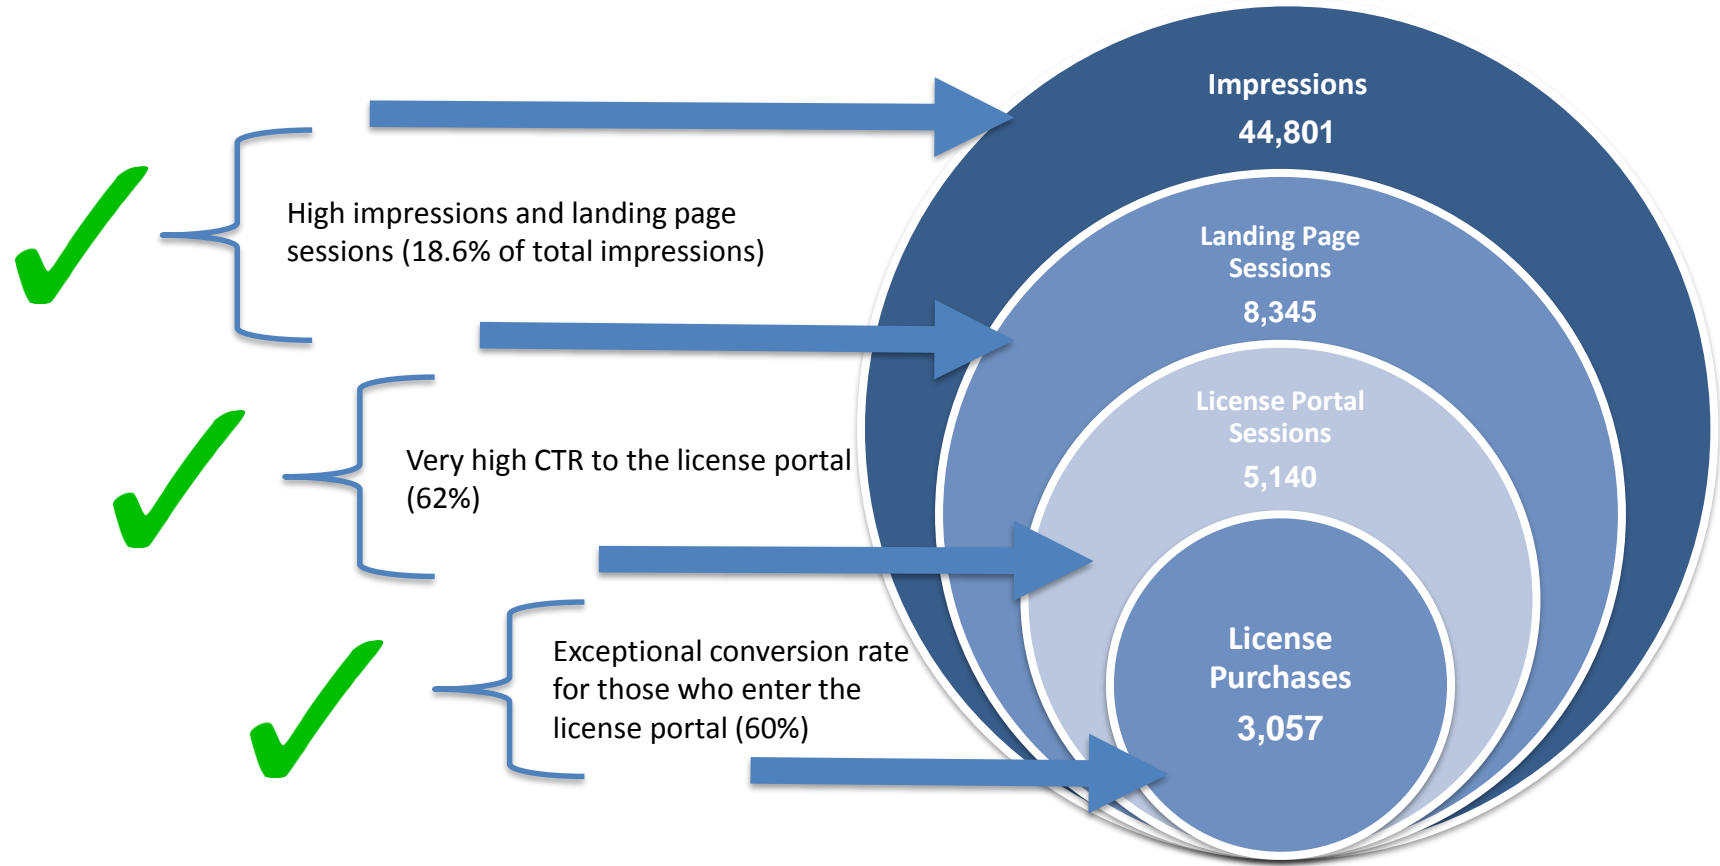 Impressions
44,801
High impressions and landing page
sessions (18.6% of total impressions)
Landing Page
Sessions
8,345
License Portal
Sessions
5,140
Very high CTR to the license portal
(62%)
Exceptional conversion rate
for those who enter the
license portal (60%)
License
Purchases
3,057